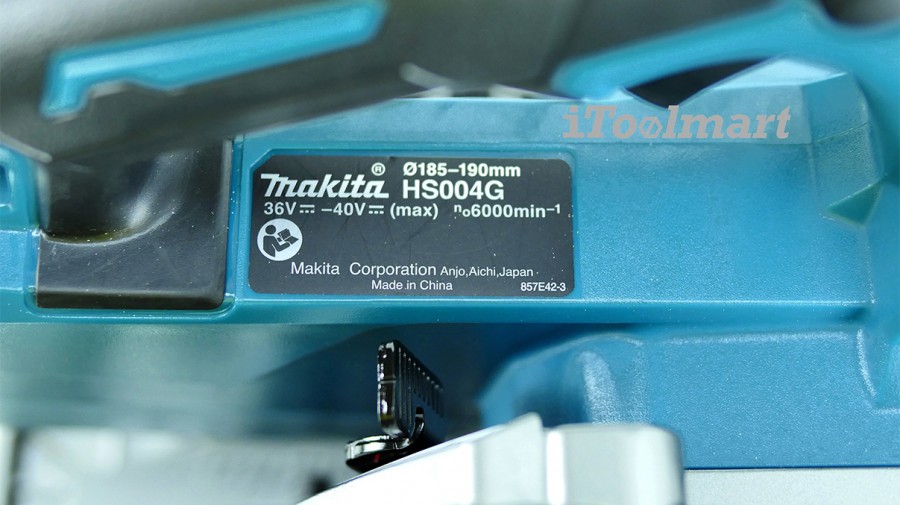 iToolmart
makita® Ø185-190mm
HS004G
36V⎓ -40V⎓ (max) n₀6000min⁻¹
Makita Corporation Anjo,Aichi,Japan
Made in China 857E42-3